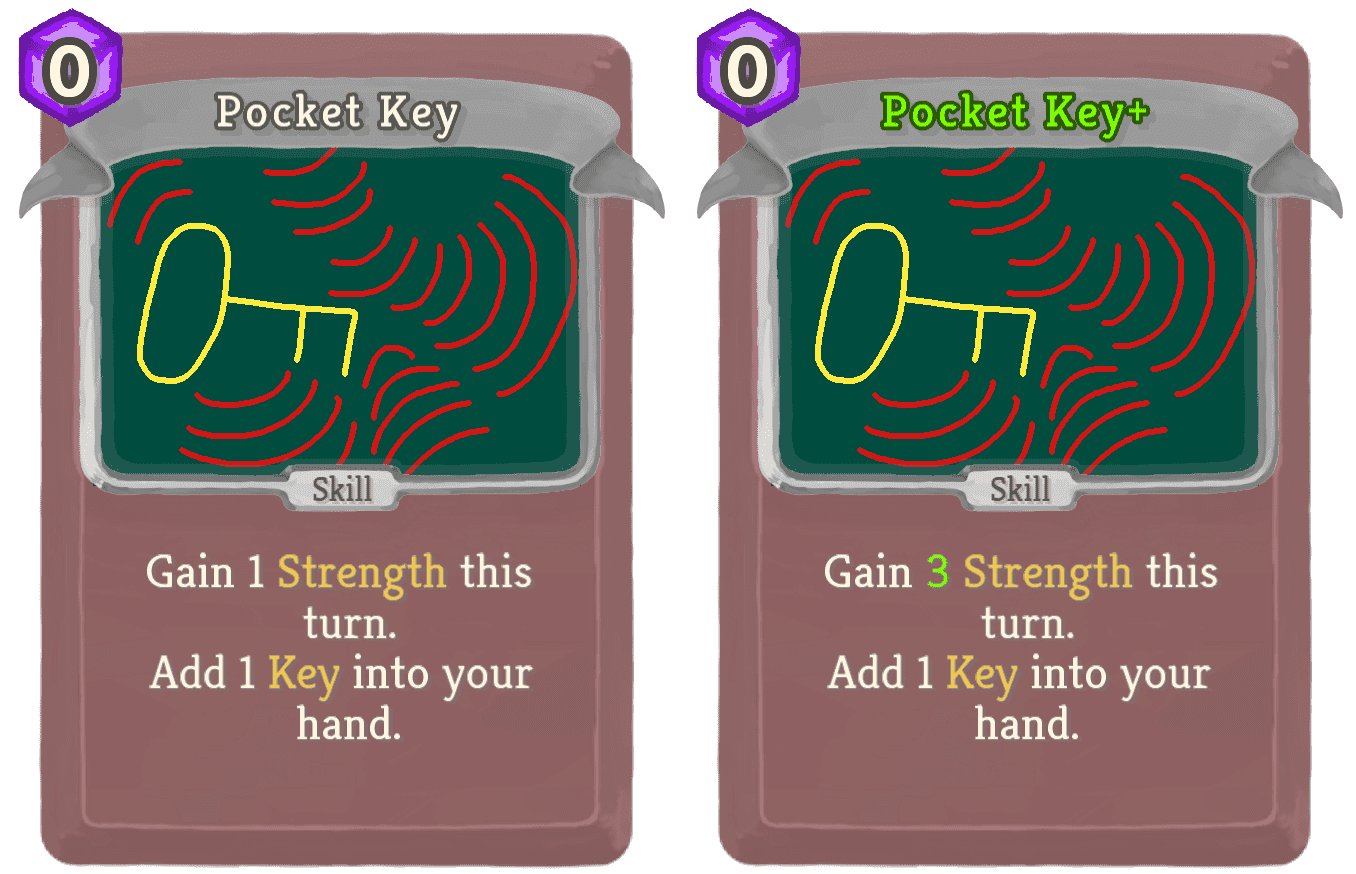 0
Pocket Key
Skill
Gain 1 Strength this
turn.
Add 1 Key into your
hand.
0
Pocket Key+
Skill
Gain 3 Strength this
turn.
Add 1 Key into your
hand.